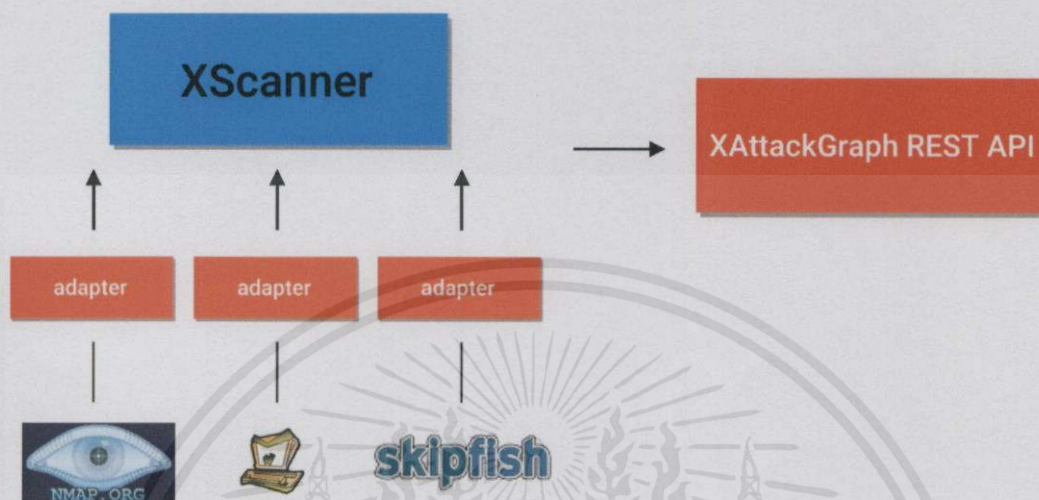 XScanner
XAttackGraph REST API
adapter
adapter
adapter
NMAP.ORG
skipfish